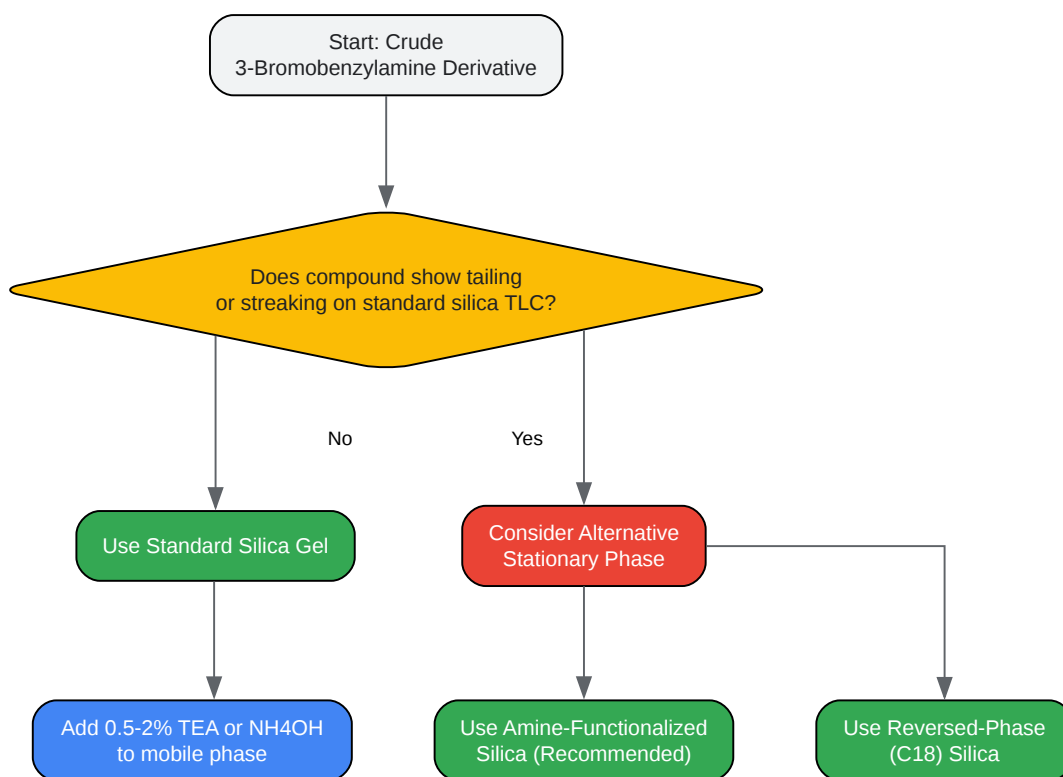 Start: Crude
3-Bromobenzylamine Derivative
Does compound show tailing
or streaking on standard silica TLC?
No
Yes
Use Standard Silica Gel
Consider Alternative
Stationary Phase
Add 0.5-2% TEA or NH4OH
to mobile phase
Use Amine-Functionalized
Silica (Recommended)
Use Reversed-Phase
(C18) Silica